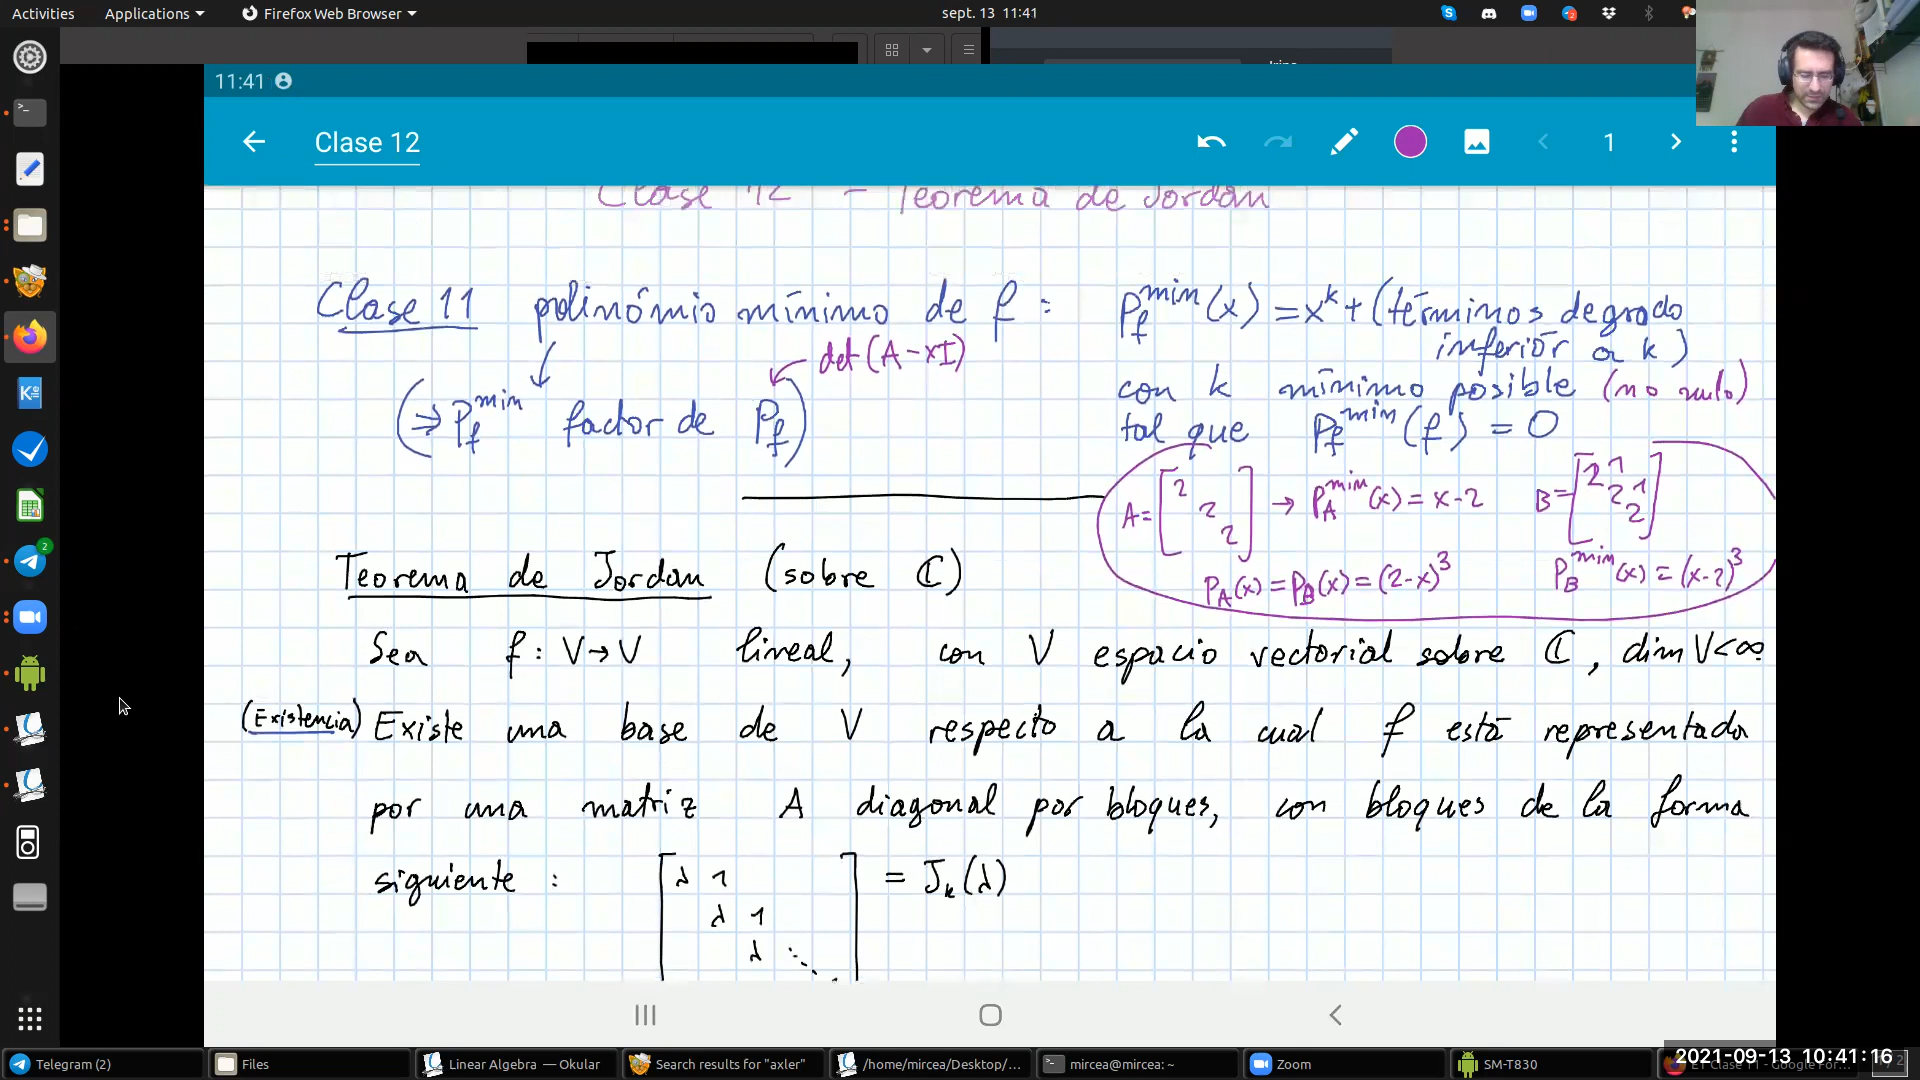 Activities Applications Firefox Web Browser sept. 13 11:41
11:41
Clase 12 1
Clase 12 - Teorema de Jordan
Clase 11 polinómio mínimo de f : P_f^min(x) = x^k + (términos de grado
inferior a k)
det(A-xI)
con k mínimo posible (no nulo)
(⇒ P_f^min factor de P_f) tal que P_f^min(f) = 0
A = [2 2 2] → P_A^min(x) = x-2 B = [2 1 2 1 2]
P_A(x) = P_B(x) = (2-x)^3 P_B^min(x) = (x-2)^3
Teorema de Jordan (sobre ℂ)
Sea f : V→V lineal, con V espacio vectorial sobre ℂ, dim V<∞
(Existencia) Existe una base de V respecto a la cual f está representada
por una matriz A diagonal por bloques, con bloques de la forma
siguiente : [λ 1 = J_k(λ)
λ 1
λ ⋱
Telegram (2) Files Linear Algebra — Okular Search results for "axler" /home/mircea/Desktop/... mircea@mircea: ~ Zoom SM-T830
2021-09-13 10:41:16